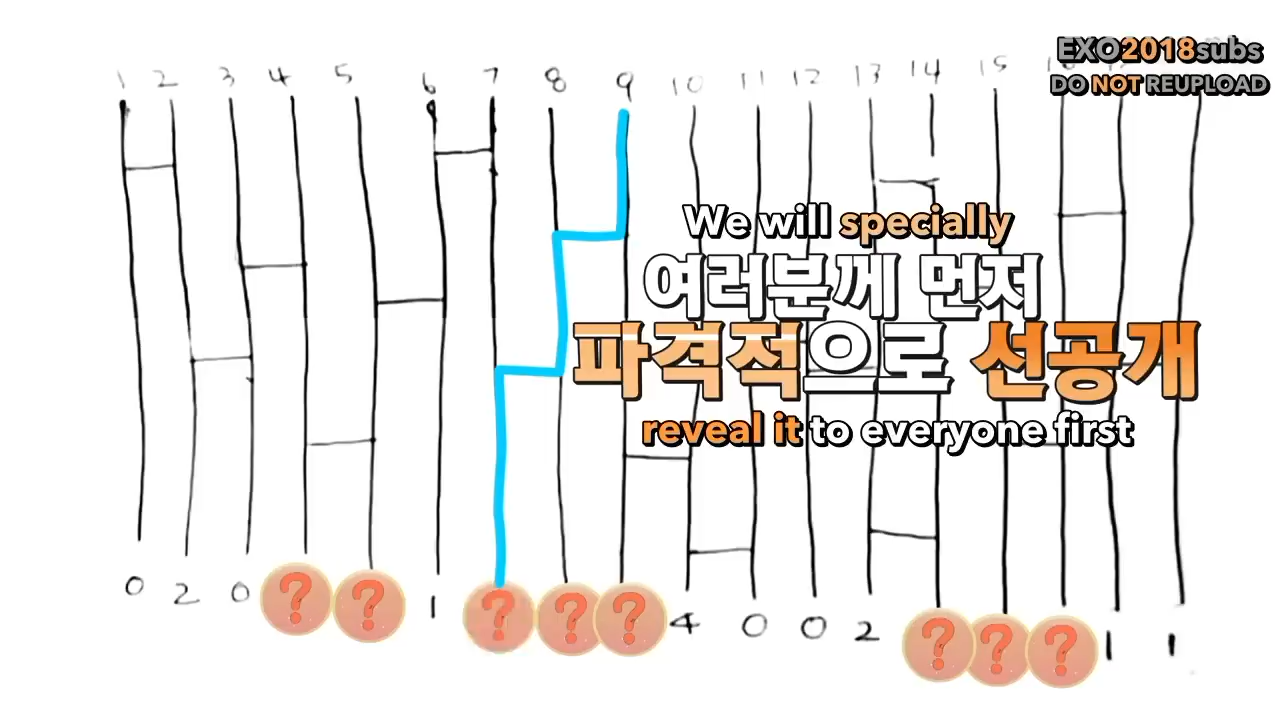 EXO2018subs
DO NOT REUPLOAD
1 2 3 4 5 6 7 8 9 10 11 12 13 14 15
We will specially
여러분께 먼저
파격적으로 선공개
reveal it to everyone first
0 2 0 ? ? 1 ? ? ? 4 0 0 2 ? ? ? 1 1